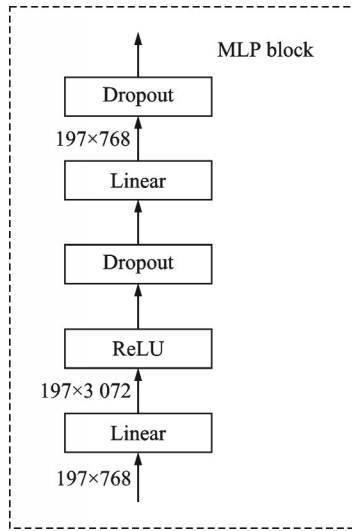 MLP block
Dropout
197×768
Linear
Dropout
ReLU
197×3 072
Linear
197×768